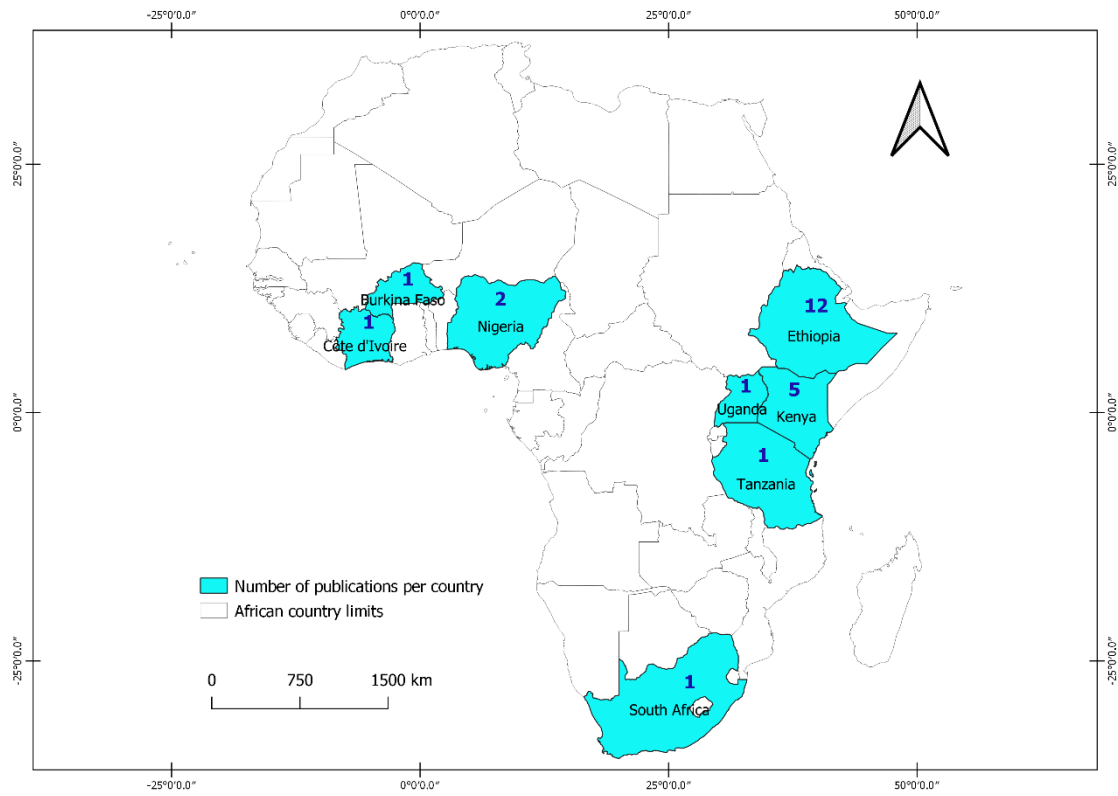 -25°0'0.0" 0°0'0.0" 25°0'0.0" 50°0'0.0"
25°0'0.0" 25°0'0.0"
1
Burkina Faso
2
Nigeria
12
Ethiopia
1
Côte d'Ivoire
1
Uganda
5
Kenya
0°0'0.0" 0°0'0.0"
1
Tanzania
Number of publications per country
African country limits
-25°0'0.0" -25°0'0.0"
0 750 1500 km
1
South Africa
-25°0'0.0" 0°0'0.0" 25°0'0.0" 50°0'0.0"